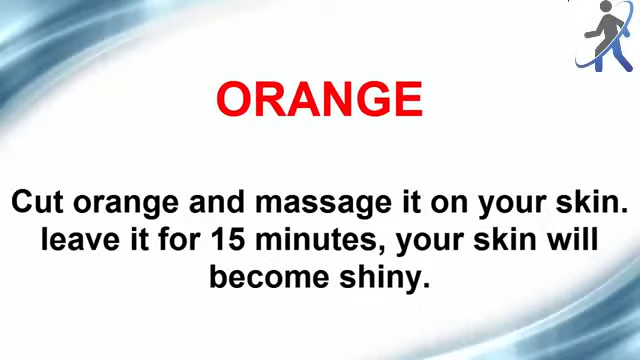 ORANGE
Cut orange and massage it on your skin.
leave it for 15 minutes, your skin will
become shiny.